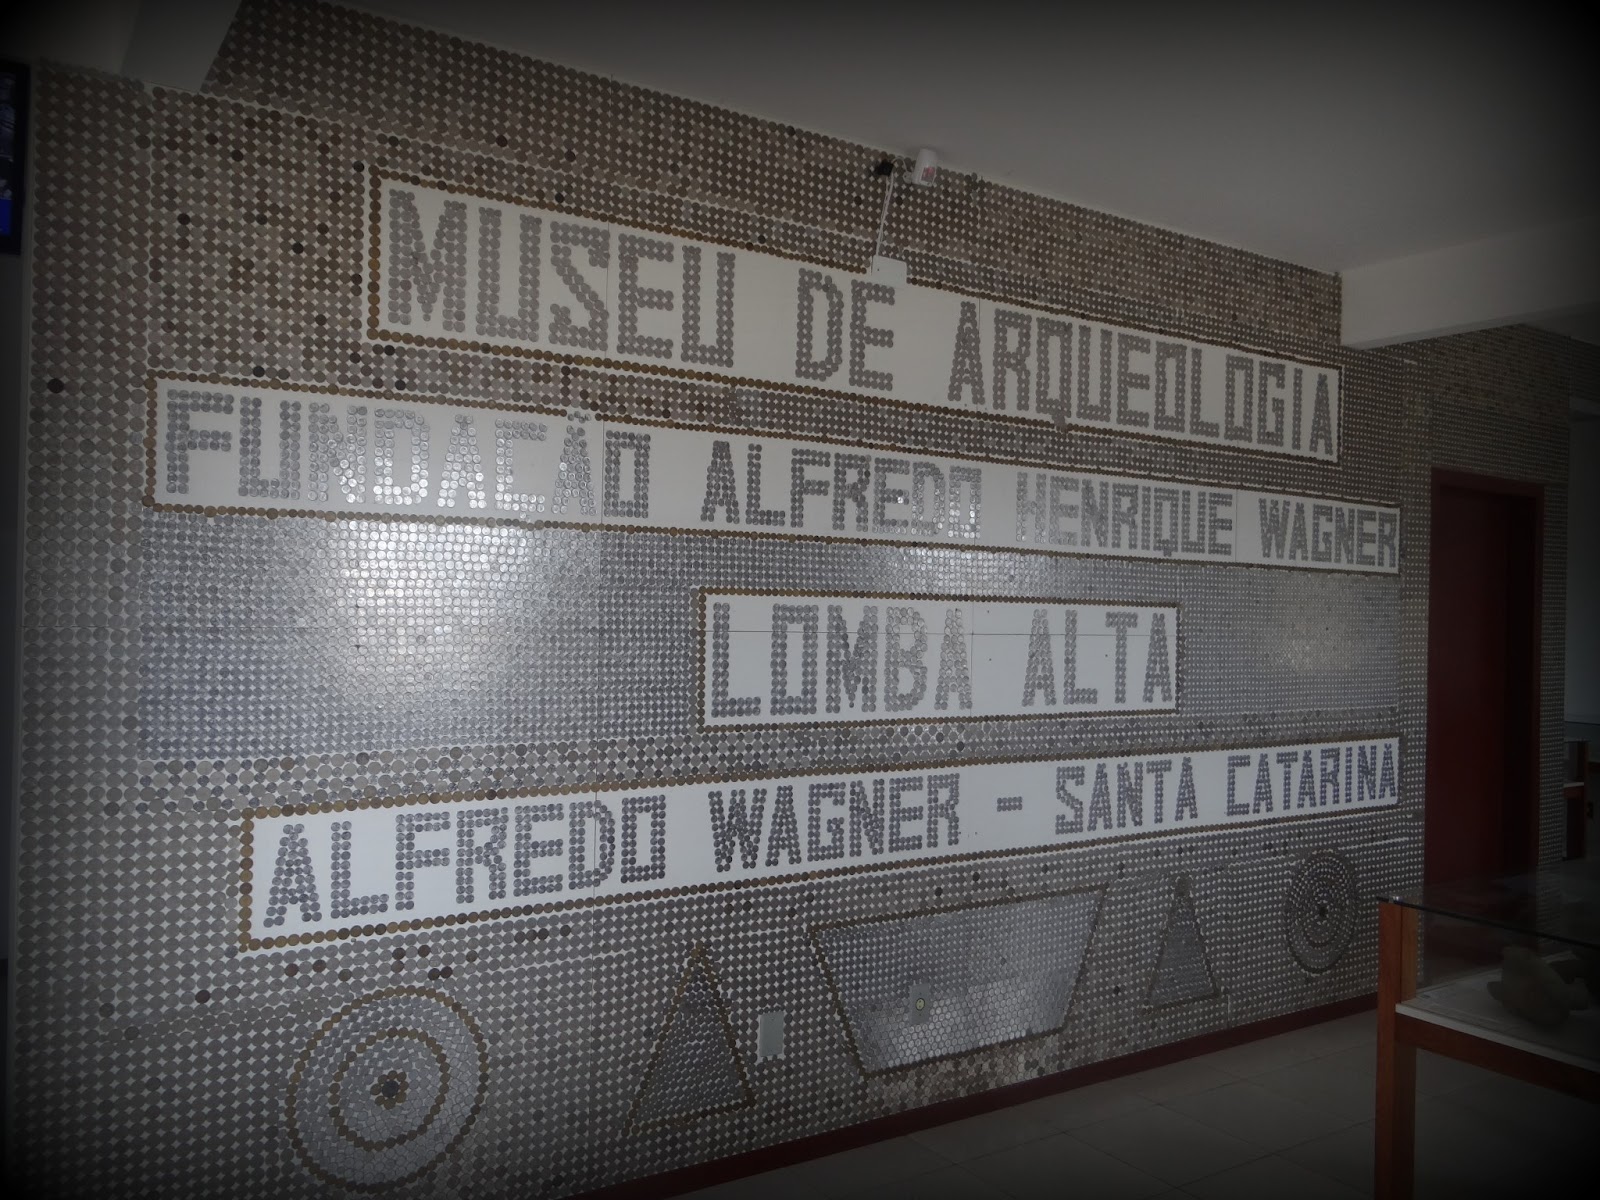 MUSEU DE ARQUEOLOGIA
FUNDAÇÃO ALFREDO HENRIQUE WAGNER
LOMBA ALTA
ALFREDO WAGNER - SANTA CATARINA